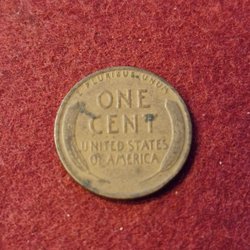 E PLURIBUS UNUM
ONE
CENT
UNITED STATES
OF AMERICA